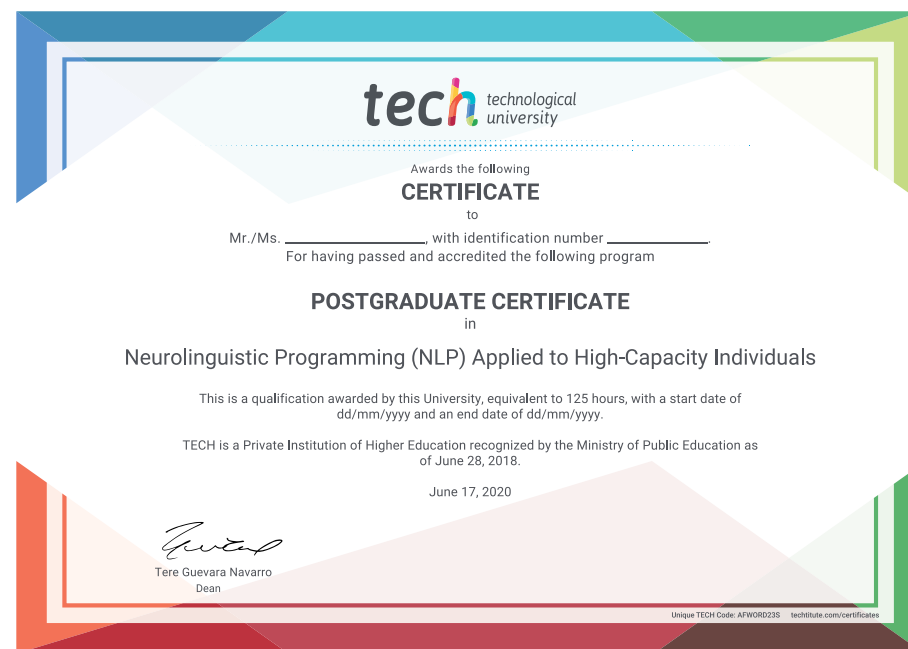 tech technological
university
Awards the following
CERTIFICATE
to
Mr./Ms. ____________________, with identification number ______________.
For having passed and accredited the following program
POSTGRADUATE CERTIFICATE
in
Neurolinguistic Programming (NLP) Applied to High-Capacity Individuals
This is a qualification awarded by this University, equivalent to 125 hours, with a start date of
dd/mm/yyyy and an end date of dd/mm/yyyy.
TECH is a Private Institution of Higher Education recognized by the Ministry of Public Education as
of June 28, 2018.
June 17, 2020
Tere Guevara Navarro
Dean
Unique TECH Code: AFWORD23S techtitute.com/certificates